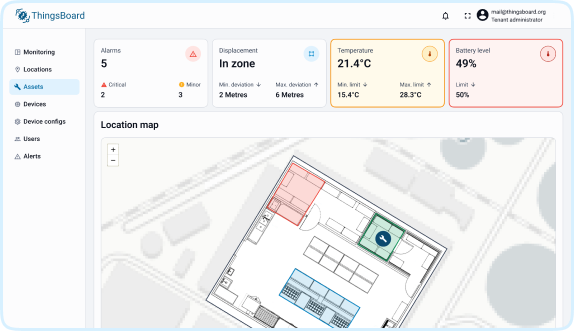 ThingsBoard
mail@thingsboard.org
Tenant administrator
Monitoring
Locations
Assets
Devices
Device configs
Users
Alerts
Alarms
5
Critical
2
Minor
3
Displacement
In zone
Min. deviation ↓
2 Metres
Max. deviation ↑
6 Metres
Temperature
21.4°C
Min. limit ↓
15.4°C
Max. limit ↑
28.3°C
Battery level
49%
Limit ↓
50%
Location map
+
−